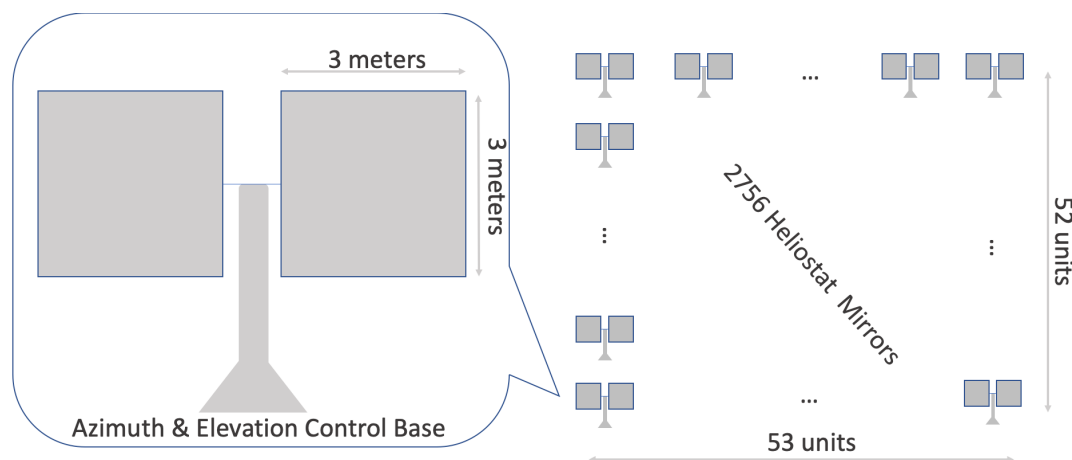 3 meters
3 meters
Azimuth & Elevation Control Base
...
...
2756 Heliostat Mirrors
...
52 units
...
53 units